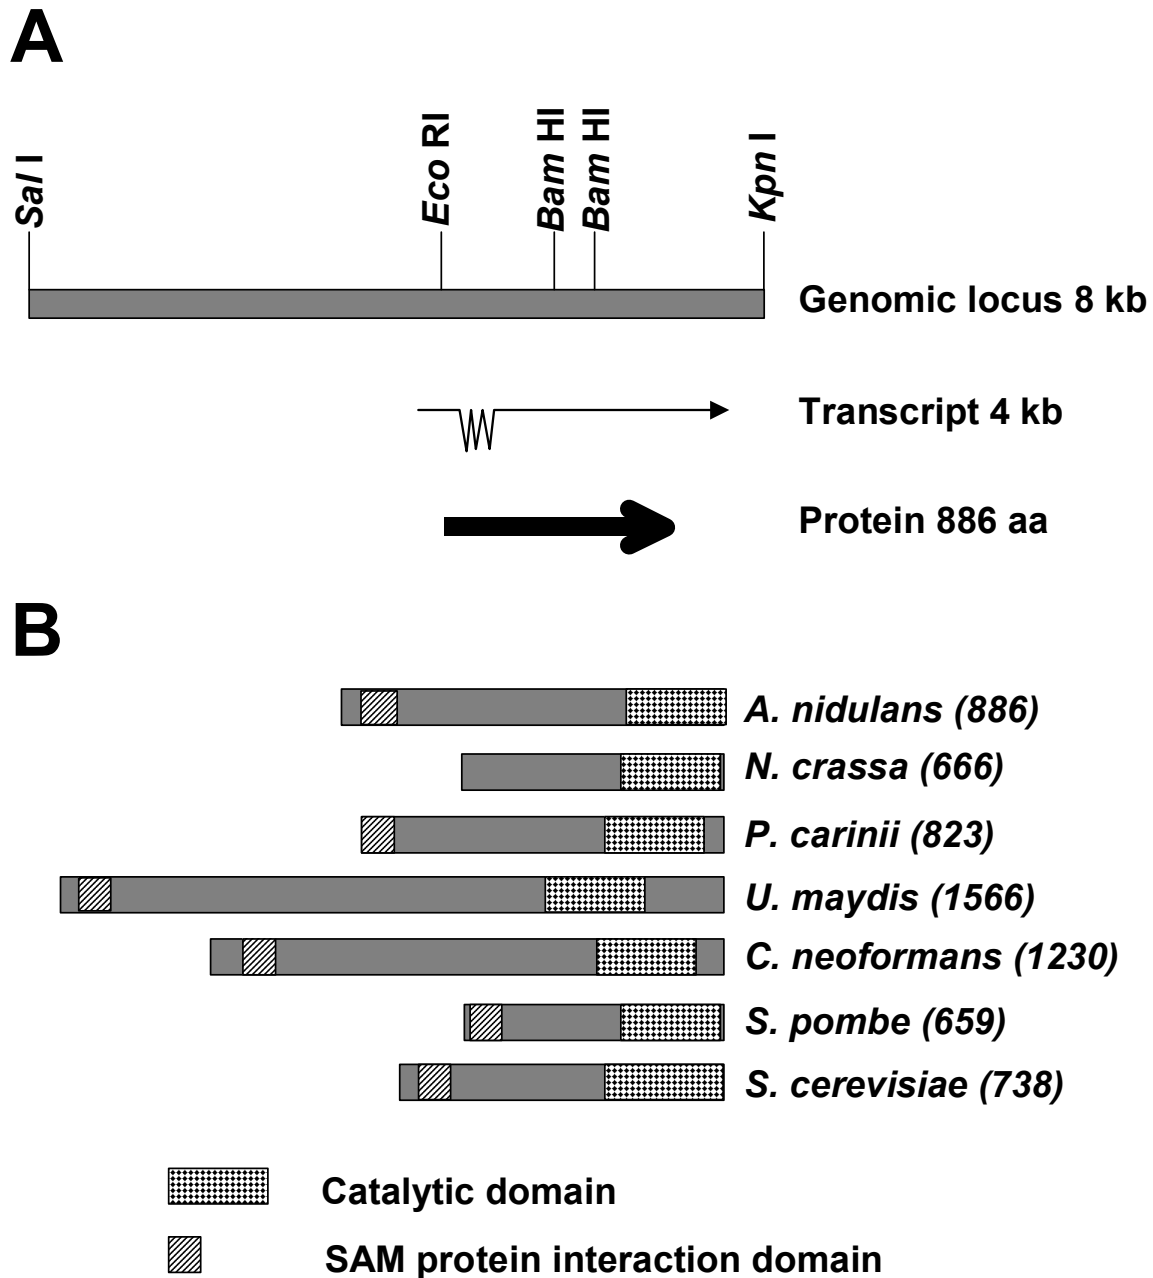 A
Sal I
Eco RI
Bam HI
Bam HI
Kpn I
Genomic locus 8 kb
Transcript 4 kb
Protein 886 aa
B
A. nidulans (886)
N. crassa (666)
P. carinii (823)
U. maydis (1566)
C. neoformans (1230)
S. pombe (659)
S. cerevisiae (738)
Catalytic domain
SAM protein interaction domain